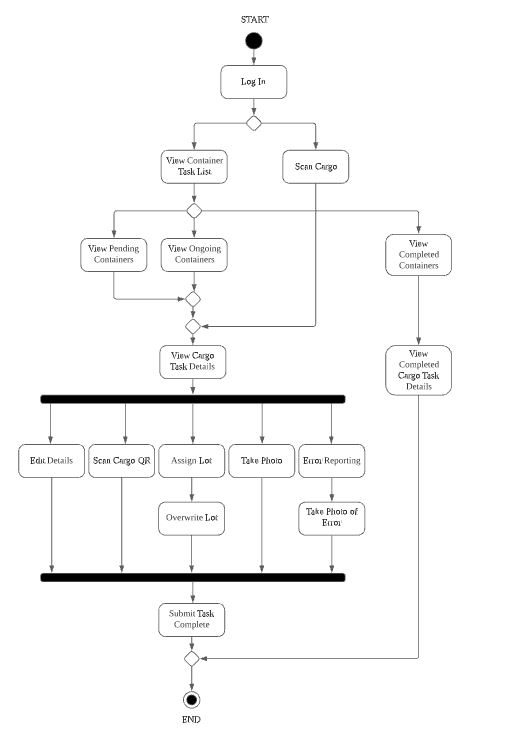 START
Log In
View Container
Task List
Scan Cargo
View Pending
Containers
View Ongoing
Containers
View
Completed
Containers
View Cargo
Task Details
View
Completed
Cargo Task
Details
Edit Details
Scan Cargo QR
Assign Lot
Take Photo
Error Reporting
Overwrite Lot
Take Photo of
Error
Submit Task
Complete
END